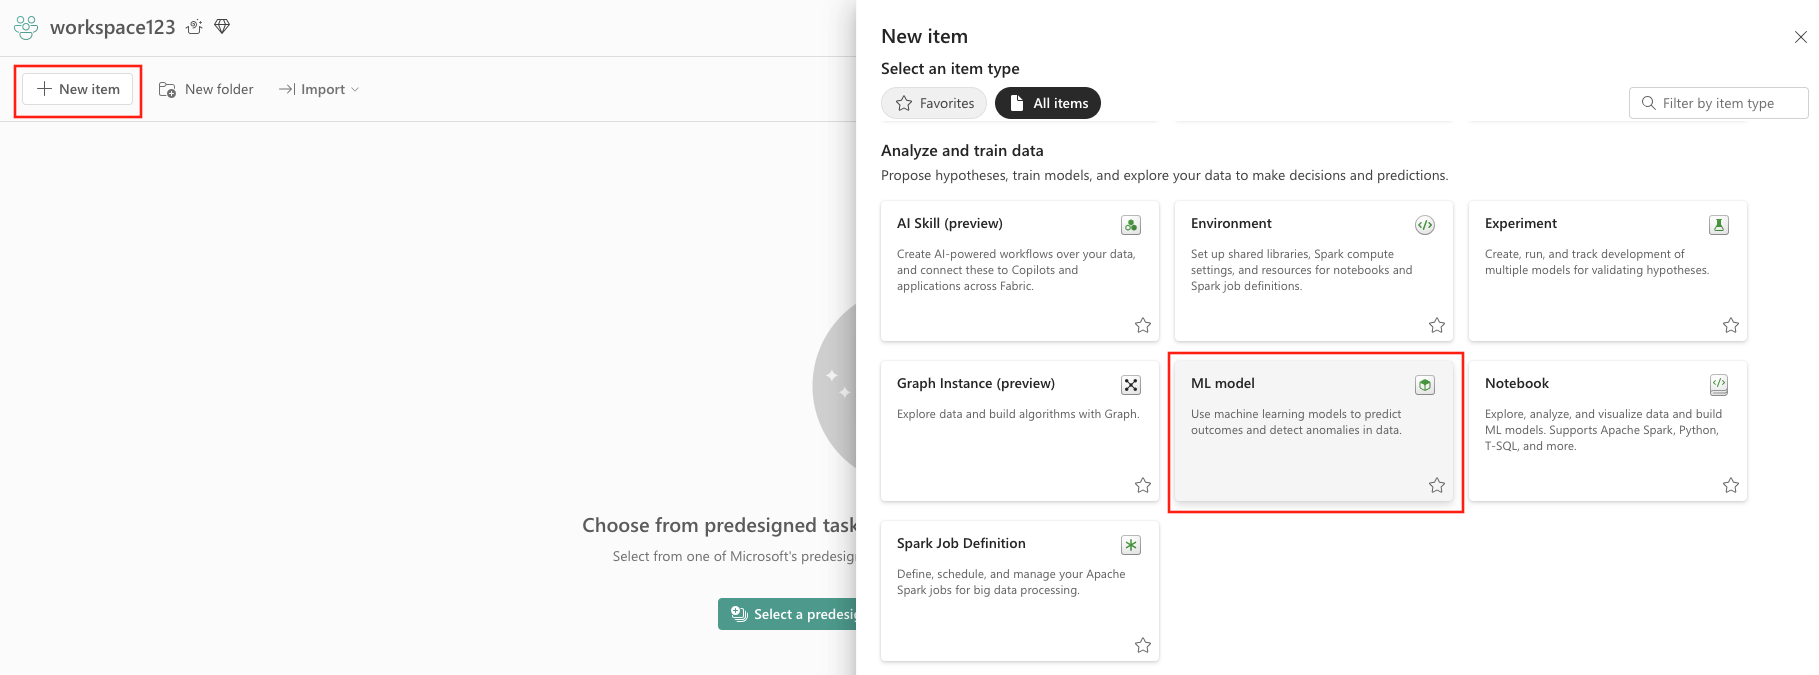 workspace123
New item
New folder
Import
Choose from predesigned task
Select from one of Microsoft's predesig
Select a predesig
New item
Select an item type
Favorites
All items
Filter by item type
Analyze and train data
Propose hypotheses, train models, and explore your data to make decisions and predictions.
AI Skill (preview)
Create AI-powered workflows over your data,
and connect these to Copilots and
applications across Fabric.
Environment
Set up shared libraries, Spark compute
settings, and resources for notebooks and
Spark job definitions.
Experiment
Create, run, and track development of
multiple models for validating hypotheses.
Graph Instance (preview)
Explore data and build algorithms with Graph.
ML model
Use machine learning models to predict
outcomes and detect anomalies in data.
Notebook
Explore, analyze, and visualize data and build
ML models. Supports Apache Spark, Python,
T-SQL, and more.
Spark Job Definition
Define, schedule, and manage your Apache
Spark jobs for big data processing.